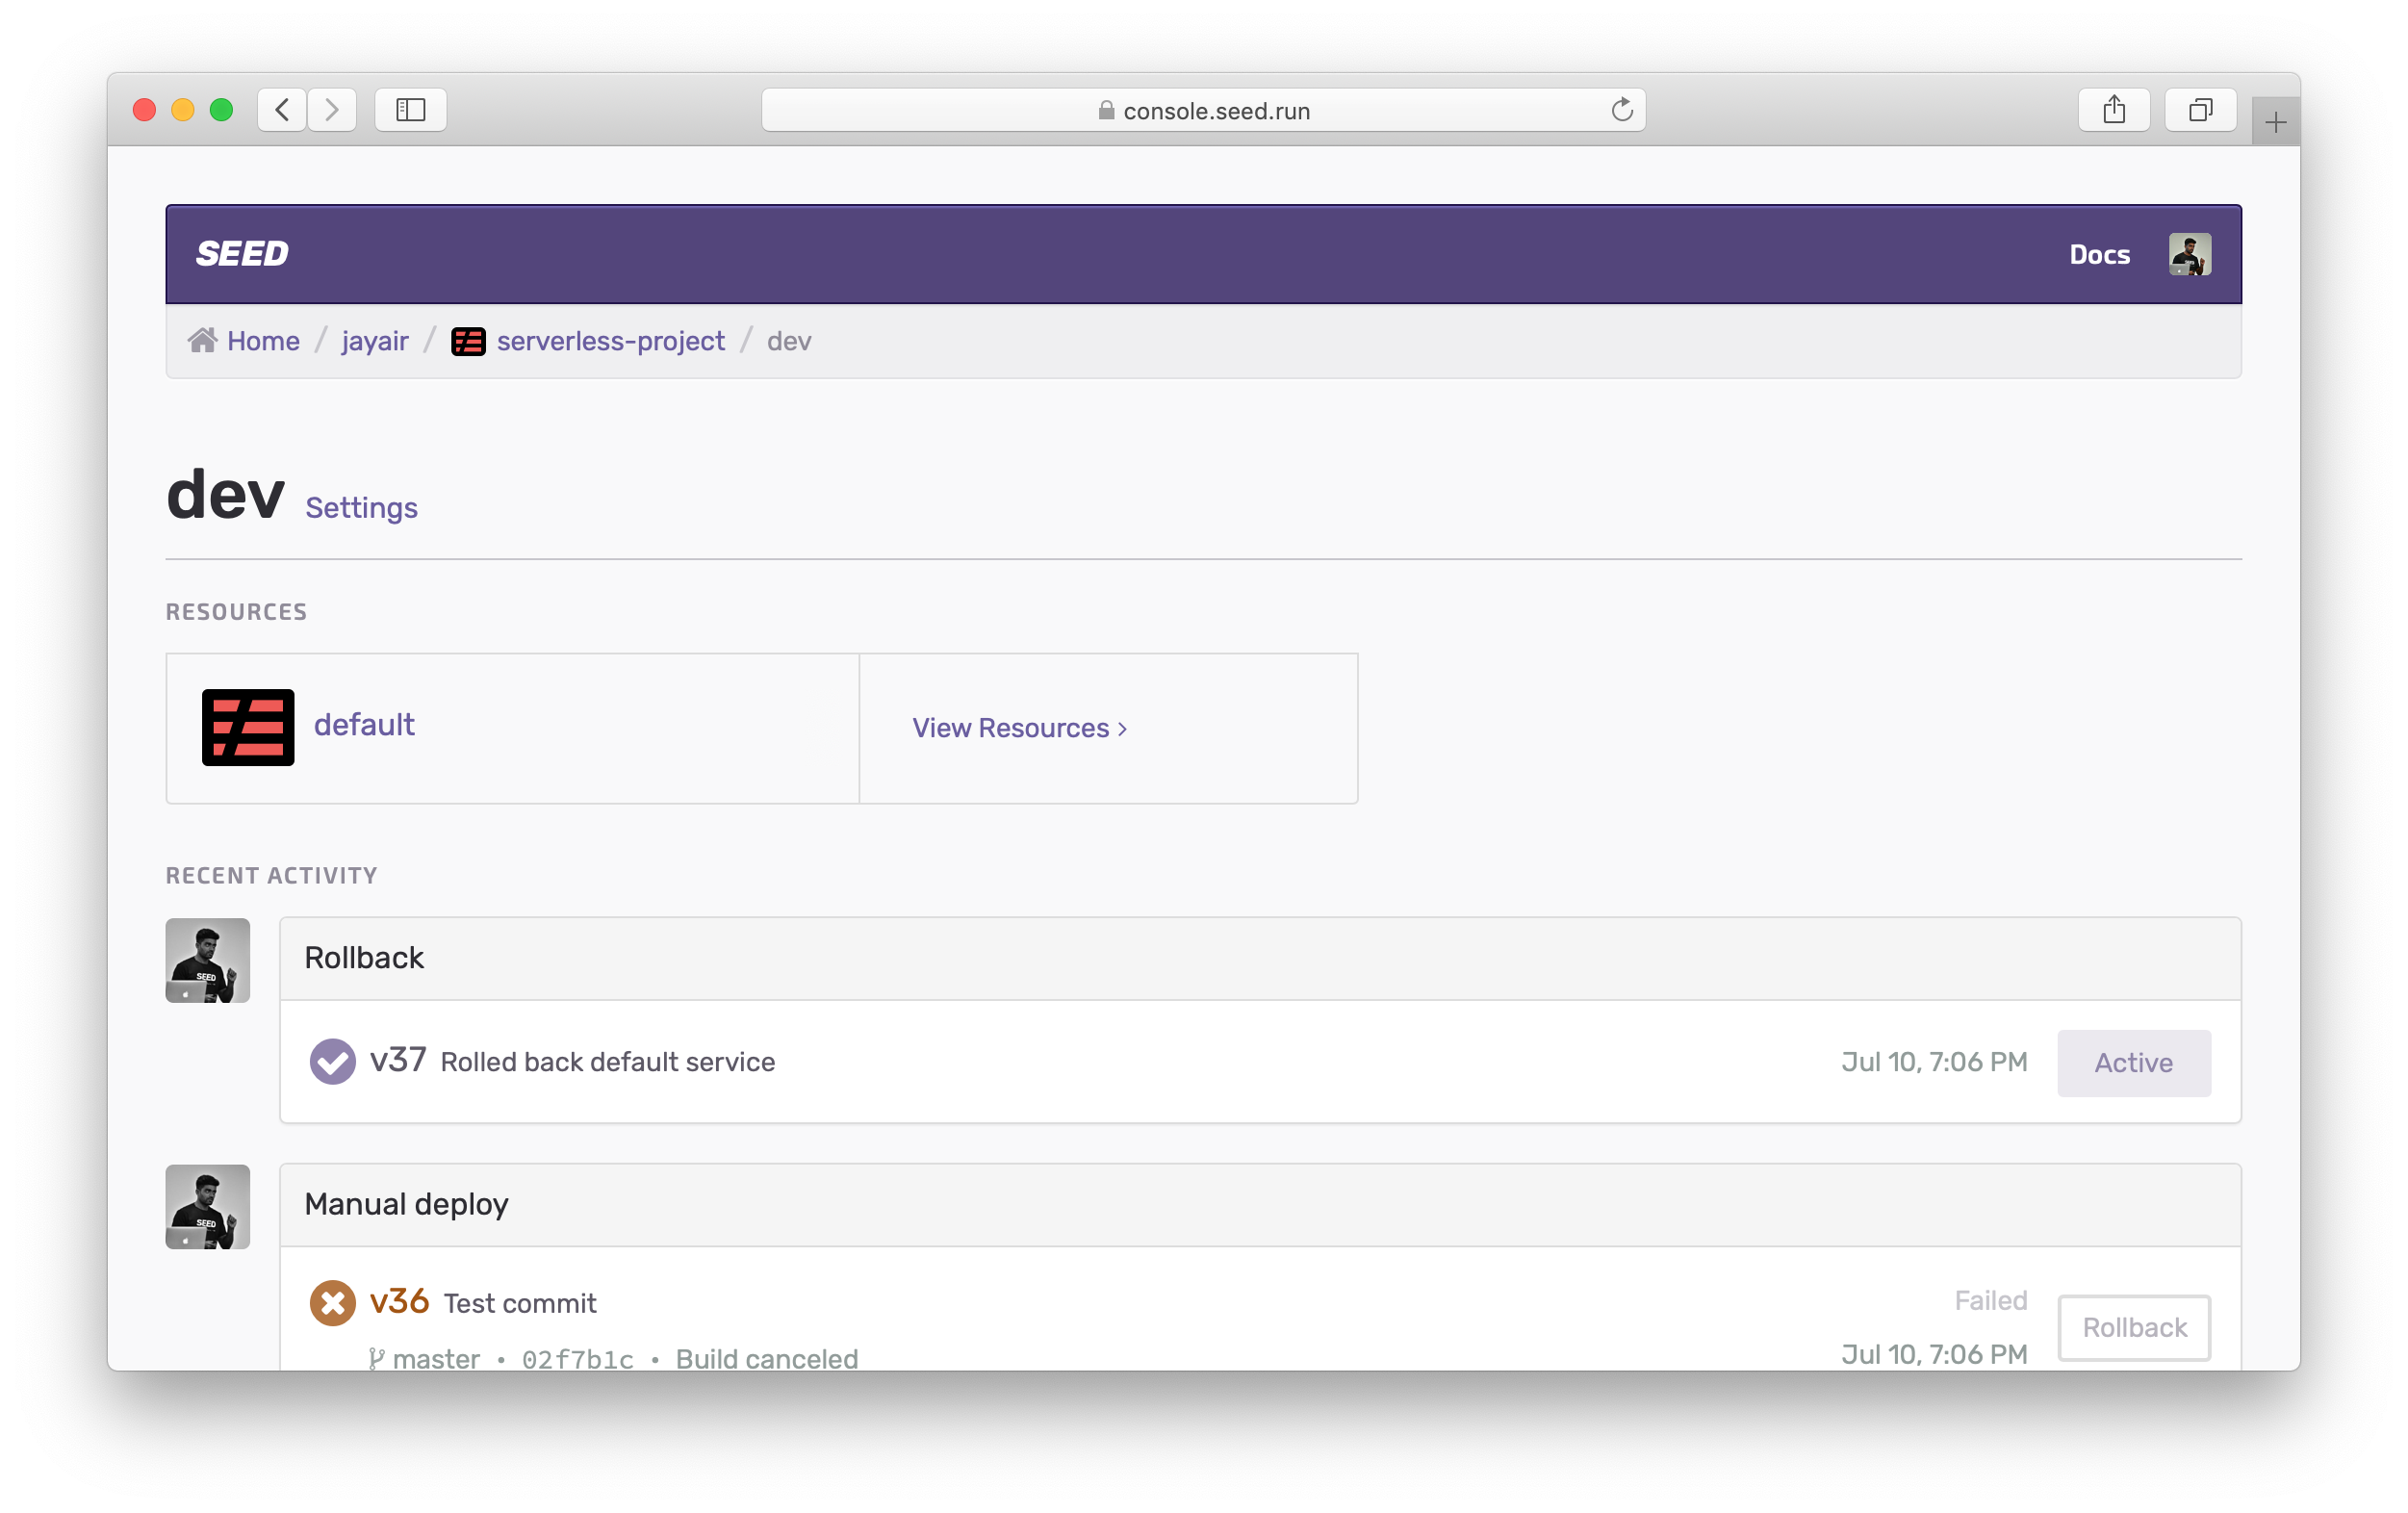 console.seed.run
SEED
Docs
Home / jayair / serverless-project / dev
dev Settings
RESOURCES
default
View Resources ›
RECENT ACTIVITY
SEED
Rollback
v37 Rolled back default service
Jul 10, 7:06 PM
Active
SEED
Manual deploy
v36 Test commit
Failed
Rollback
master • 02f7b1c • Build canceled
Jul 10, 7:06 PM